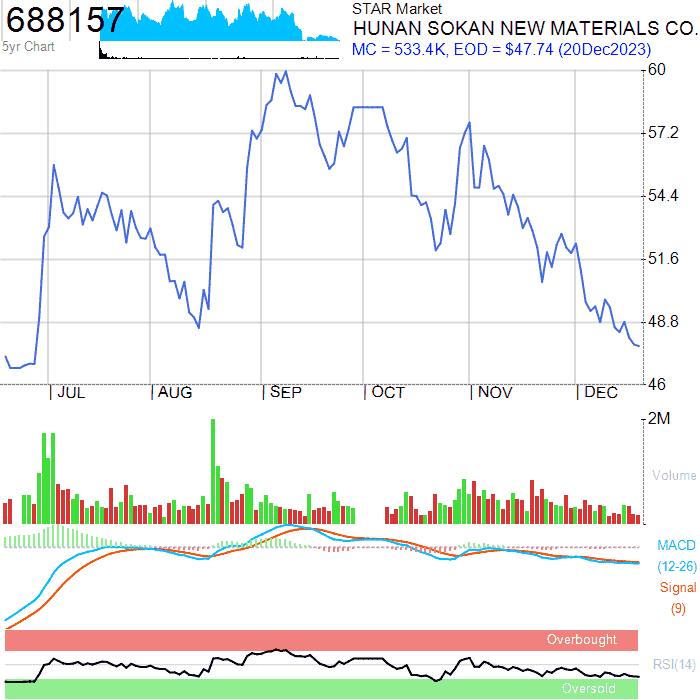 688157
5yr Chart
STAR Market
HUNAN SOKAN NEW MATERIALS CO.
MC = 533.4K, EOD = $47.74 (20Dec2023)
60
57.2
54.4
51.6
48.8
46
JUL
AUG
SEP
OCT
NOV
DEC
2M
Volume
MACD
(12-26)
Signal
(9)
Overbought
RSI(14)
Oversold